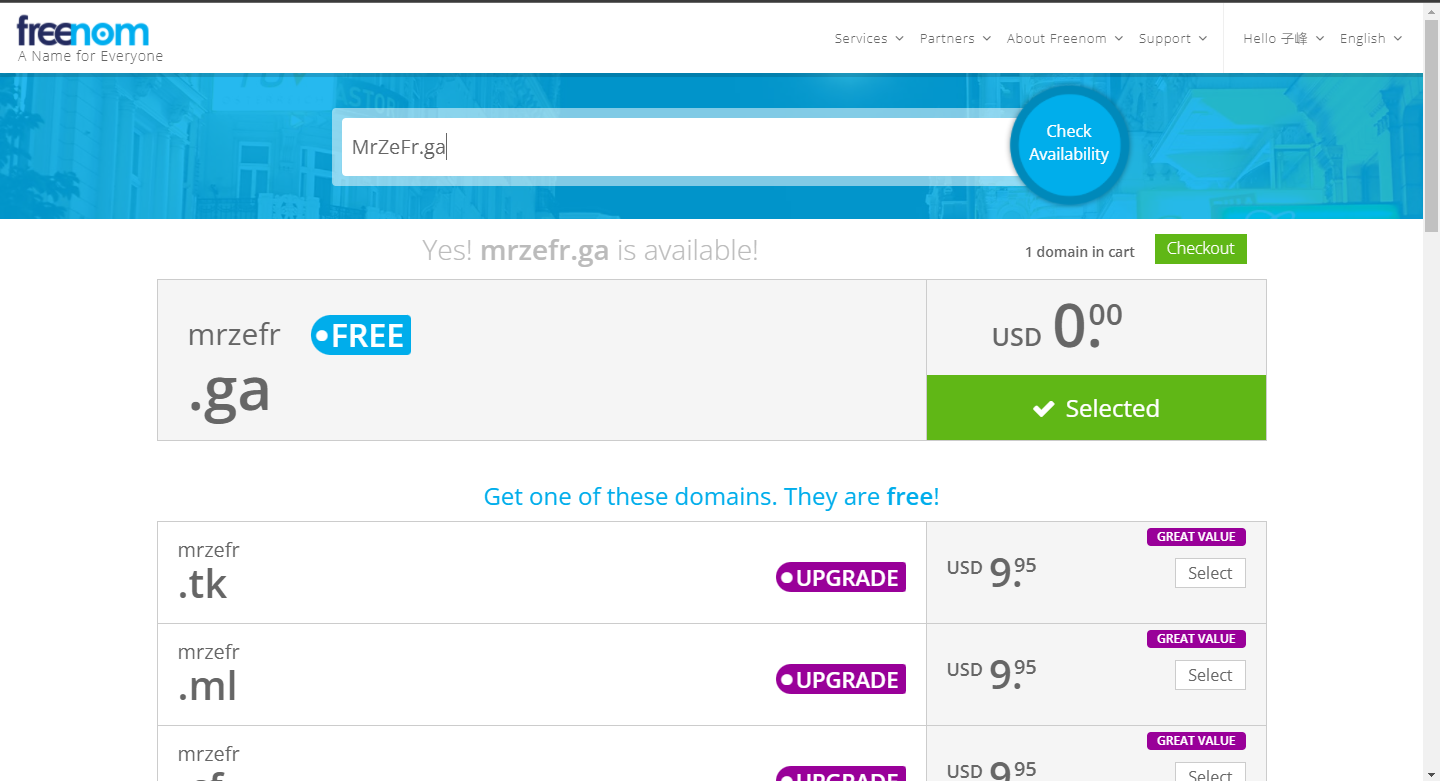 freenom
A Name for Everyone
Services Partners About Freenom Support Hello 子峰 English
STOP
MrZeFr.ga
Check
Availability
Yes! mrzefr.ga is available!
1 domain in cart Checkout
mrzefr FREE
.ga
USD 0.00
Selected
Get one of these domains. They are free!
mrzefr
.tk
UPGRADE
USD 9.95
GREAT VALUE
Select
mrzefr
.ml
UPGRADE
USD 9.95
GREAT VALUE
Select
mrzefr
UPGRADE
USD 9.95
GREAT VALUE
Select